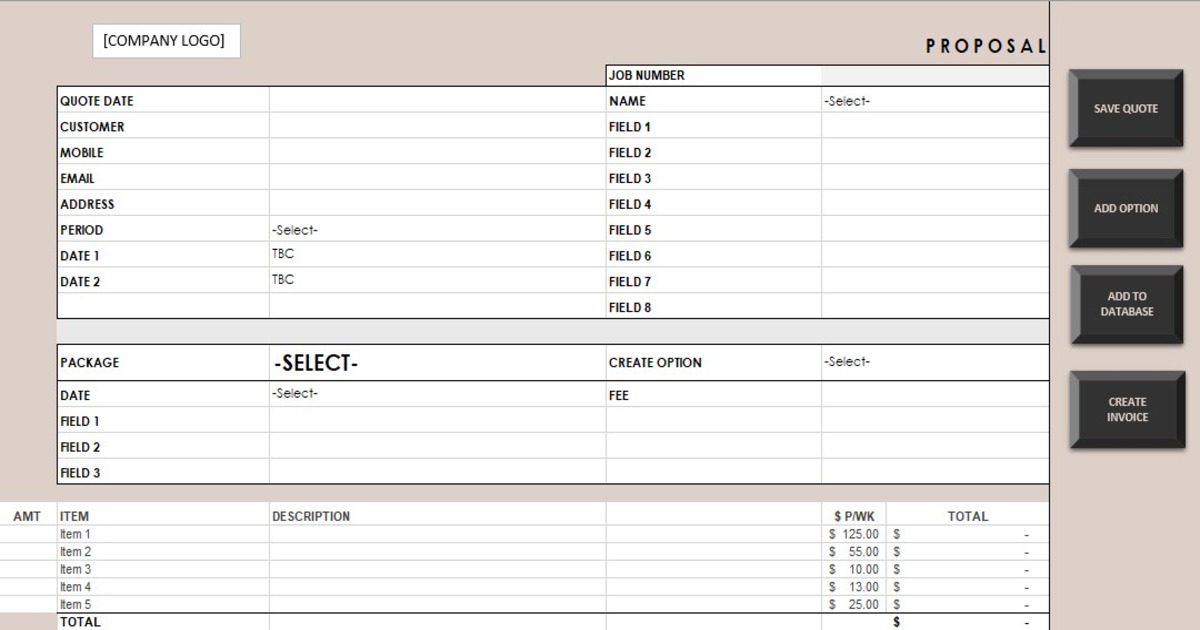 [COMPANY LOGO]
PROPOSAL
JOB NUMBER
QUOTE DATE NAME -Select-
CUSTOMER FIELD 1
MOBILE FIELD 2
EMAIL FIELD 3
ADDRESS FIELD 4
PERIOD -Select- FIELD 5
DATE 1 TBC FIELD 6
DATE 2 TBC FIELD 7
FIELD 8
PACKAGE -SELECT- CREATE OPTION -Select-
DATE -Select- FEE
FIELD 1
FIELD 2
FIELD 3
AMT ITEM DESCRIPTION $ P/WK TOTAL
Item 1 $ 125.00 $ -
Item 2 $ 55.00 $ -
Item 3 $ 10.00 $ -
Item 4 $ 13.00 $ -
Item 5 $ 25.00 $ -
TOTAL $ -
SAVE QUOTE
ADD OPTION
ADD TO
DATABASE
CREATE
INVOICE